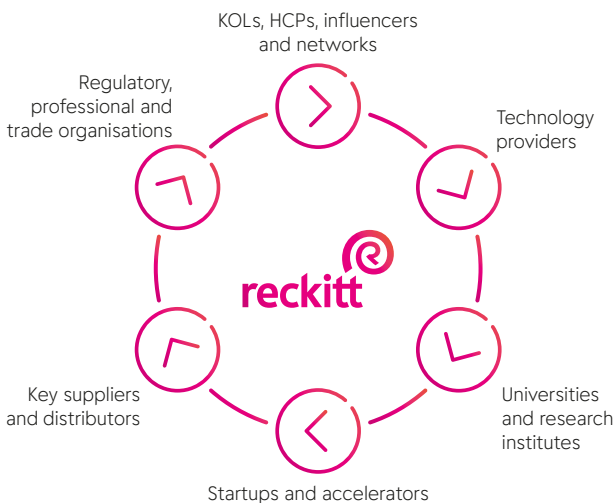 KOLs, HCPs, influencers
and networks
Regulatory,
professional and
trade organisations
Technology
providers
reckitt
Key suppliers
and distributors
Universities
and research
institutes
Startups and accelerators